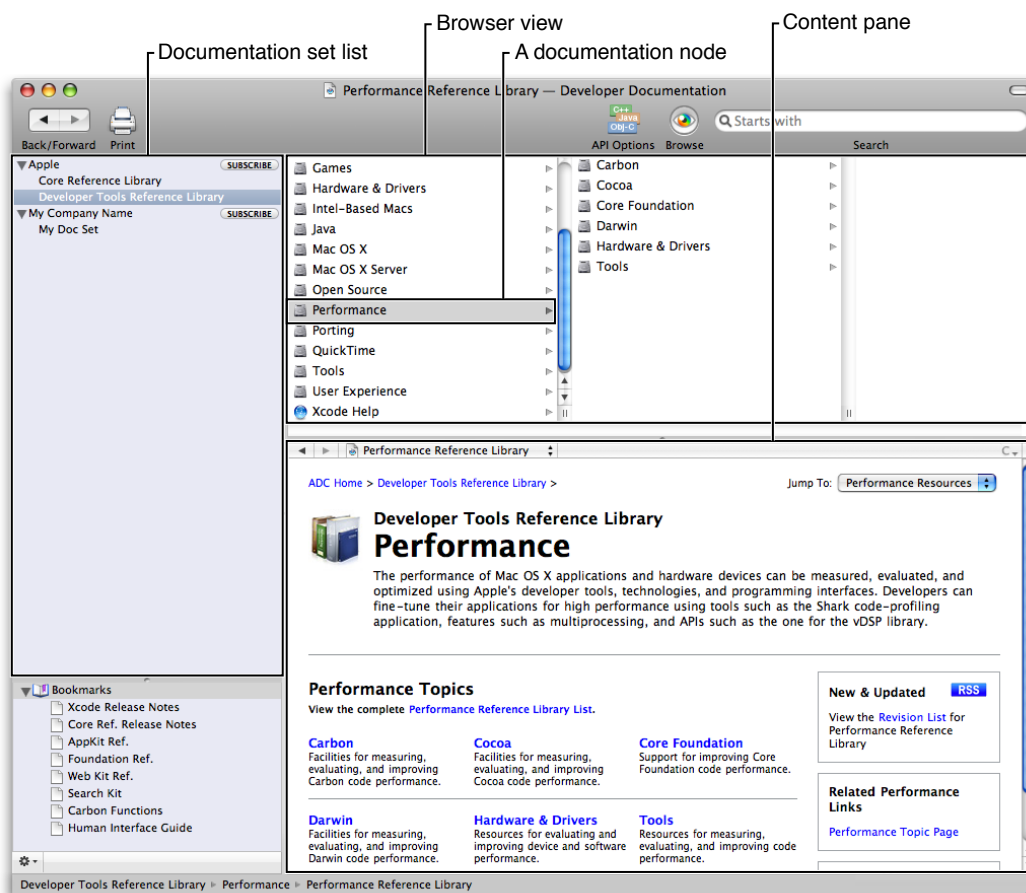 Browser view
Content pane
Documentation set list
A documentation node
Performance Reference Library — Developer Documentation
C++
Java
Obj-C
Starts with
Back/Forward
Print
API Options
Browse
Search
Apple
SUBSCRIBE
Core Reference Library
Developer Tools Reference Library
My Company Name
SUBSCRIBE
My Doc Set
Games
Hardware & Drivers
Intel-Based Macs
Java
Mac OS X
Mac OS X Server
Open Source
Performance
Porting
QuickTime
Tools
User Experience
Xcode Help
Carbon
Cocoa
Core Foundation
Darwin
Hardware & Drivers
Tools
Performance Reference Library
C
ADC Home > Developer Tools Reference Library >
Jump To: Performance Resources
Developer Tools Reference Library
Performance
The performance of Mac OS X applications and hardware devices can be measured, evaluated, and
optimized using Apple's developer tools, technologies, and programming interfaces. Developers can
fine-tune their applications for high performance using tools such as the Shark code-profiling
application, features such as multiprocessing, and APIs such as the one for the vDSP library.
Performance Topics
View the complete Performance Reference Library List.
Carbon
Facilities for measuring,
evaluating, and improving
Carbon code performance.
Cocoa
Facilities for measuring,
evaluating, and improving
Cocoa code performance.
Core Foundation
Support for improving Core
Foundation code performance.
Darwin
Facilities for measuring,
evaluating, and improving
Darwin code performance.
Hardware & Drivers
Resources for evaluating and
improving device and software
performance.
Tools
Resources for measuring,
evaluating, and improving code
performance.
New & Updated
RSS
View the Revision List for
Performance Reference
Library
Related Performance
Links
Performance Topic Page
Bookmarks
Xcode Release Notes
Core Ref. Release Notes
AppKit Ref.
Foundation Ref.
Web Kit Ref.
Search Kit
Carbon Functions
Human Interface Guide
Developer Tools Reference Library ▸ Performance ▸ Performance Reference Library